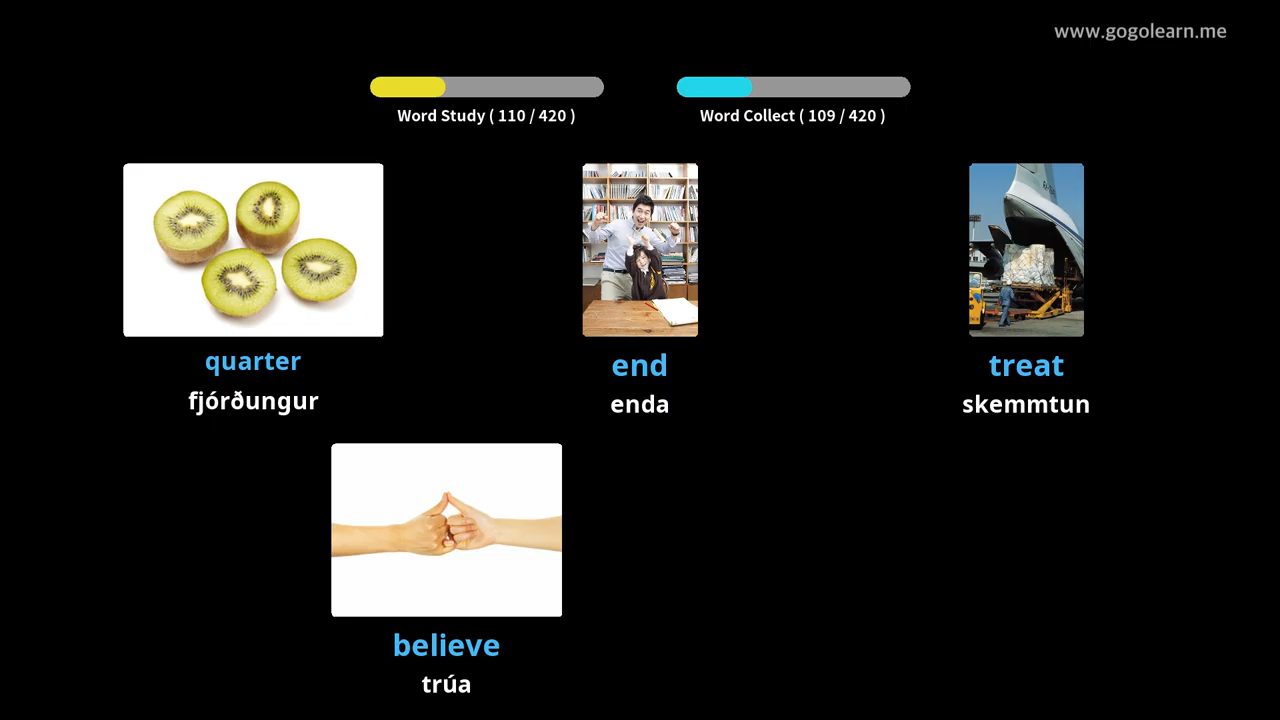 www.gogolearn.me
Word Study ( 110 / 420 )
Word Collect ( 109 / 420 )
quarter
fjórðungur
end
enda
treat
skemmtun
believe
trúa